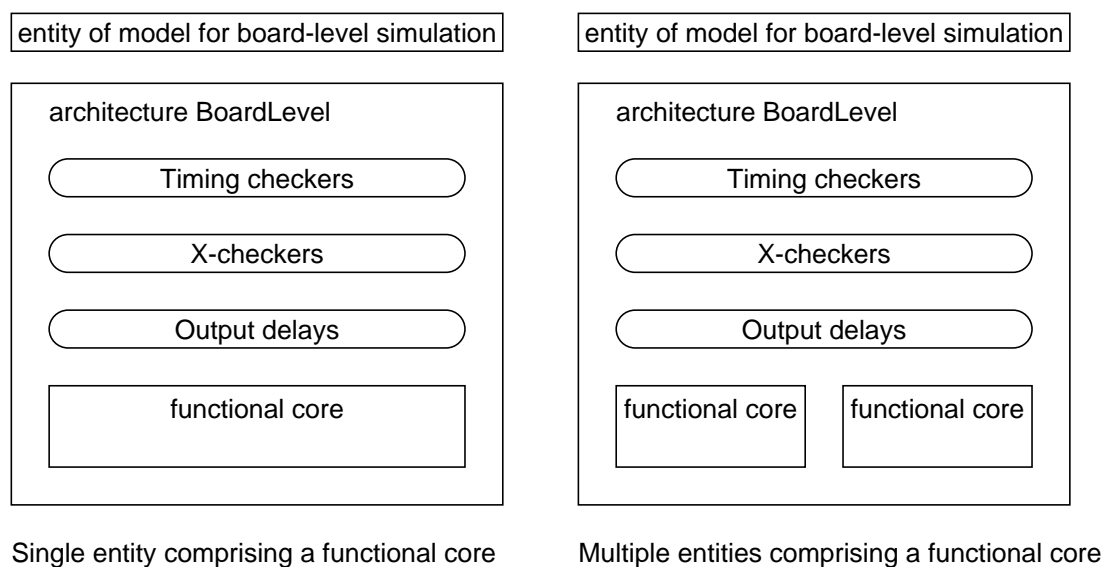 entity of model for board-level simulation
architecture BoardLevel
Timing checkers
X-checkers
Output delays
functional core
Single entity comprising a functional core
entity of model for board-level simulation
architecture BoardLevel
Timing checkers
X-checkers
Output delays
functional core
functional core
Multiple entities comprising a functional core